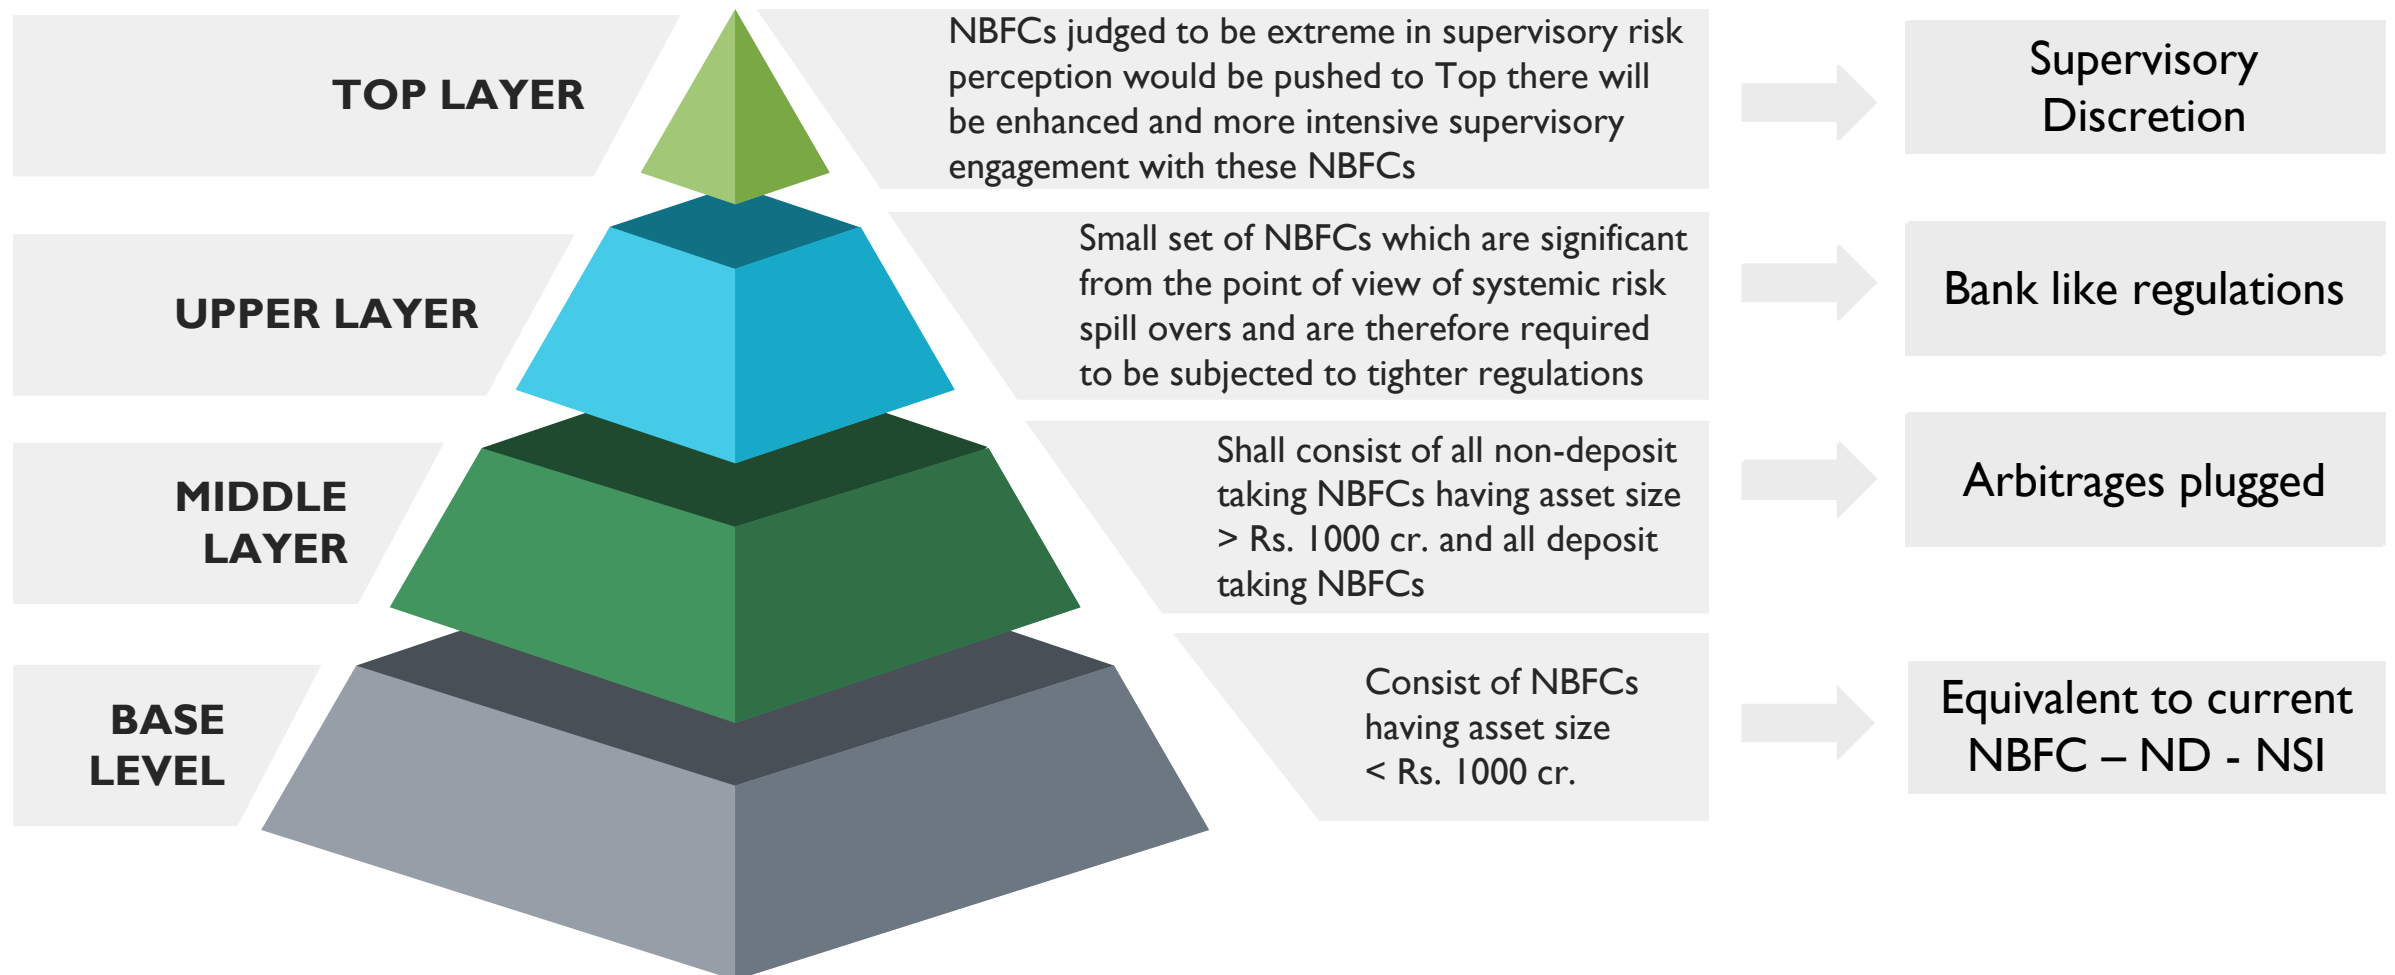 TOP LAYER
NBFCs judged to be extreme in supervisory risk
perception would be pushed to Top there will
be enhanced and more intensive supervisory
engagement with these NBFCs
Supervisory
Discretion
UPPER LAYER
Small set of NBFCs which are significant
from the point of view of systemic risk
spill overs and are therefore required
to be subjected to tighter regulations
Bank like regulations
MIDDLE
LAYER
Shall consist of all non-deposit
taking NBFCs having asset size
> Rs. 1000 cr. and all deposit
taking NBFCs
Arbitrages plugged
BASE
LEVEL
Consist of NBFCs
having asset size
< Rs. 1000 cr.
Equivalent to current
NBFC – ND - NSI